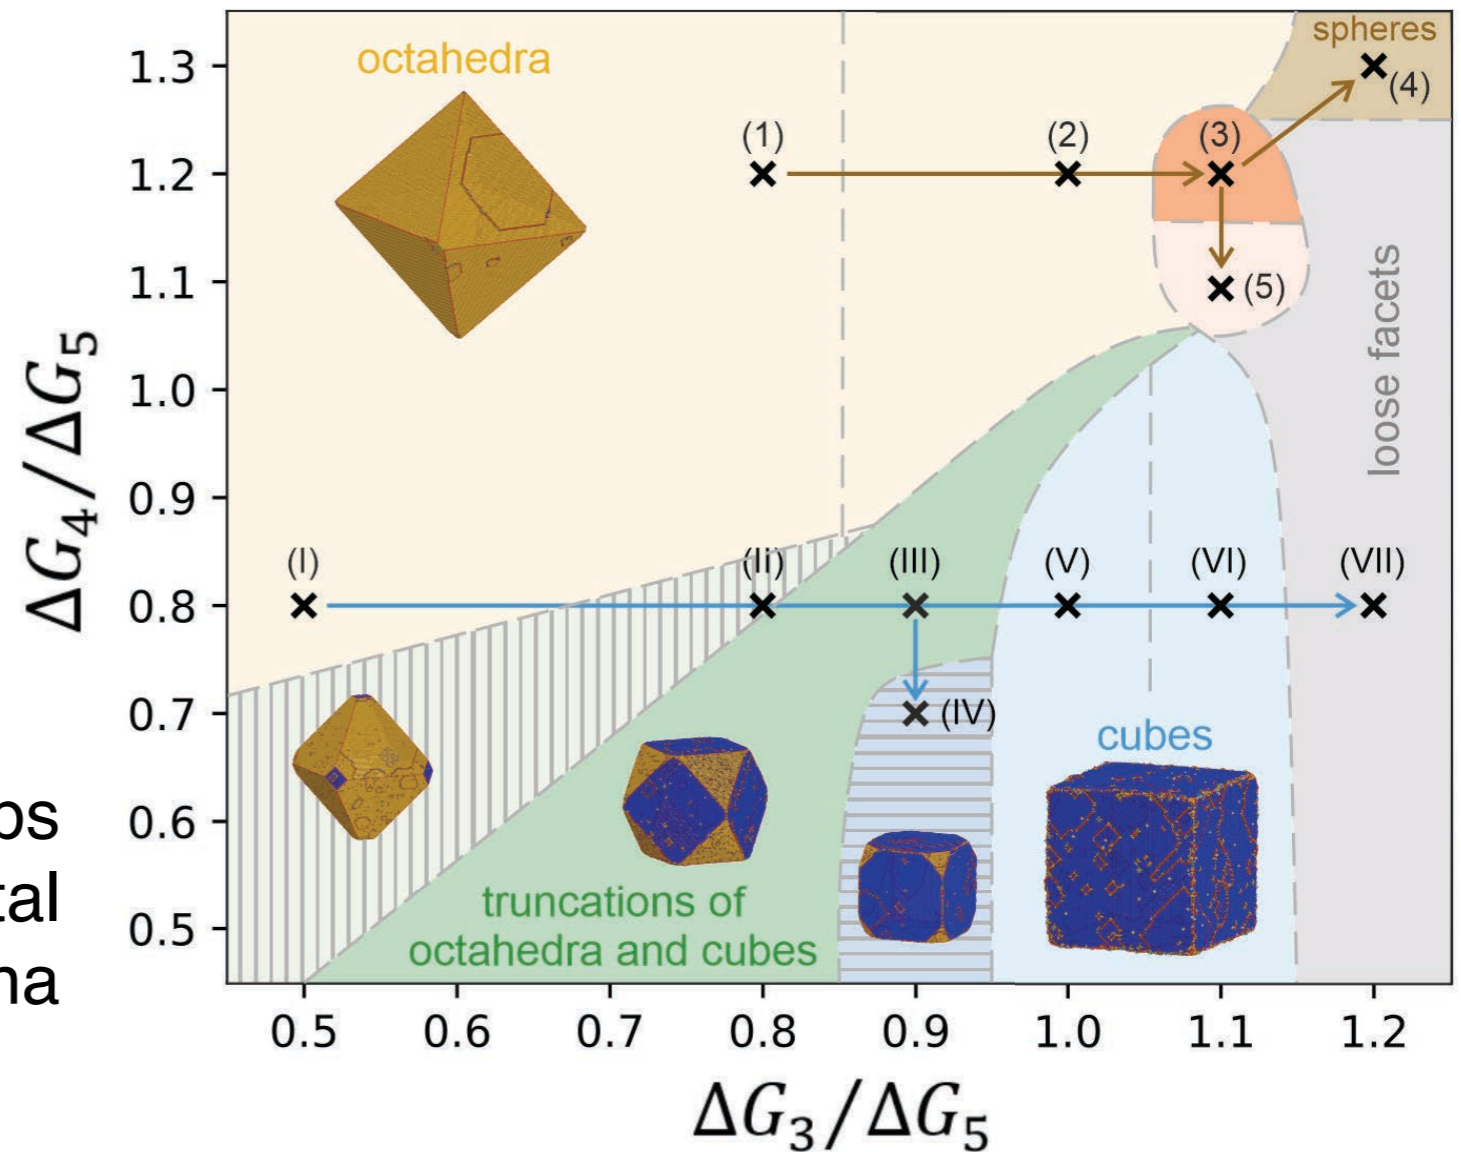 octahedra
spheres
(1)
(2)
(3)
(4)
(5)
loose facets
(I)
(Ii)
(III)
(V)
(VI)
(VII)
(IV)
cubes
truncations of
octahedra and cubes
1.3
1.2
1.1
1.0
0.9
0.8
0.7
0.6
0.5
ΔG₄/ΔG₅
0.5
0.6
0.7
0.8
0.9
1.0
1.1
1.2
ΔG₃/ΔG₅